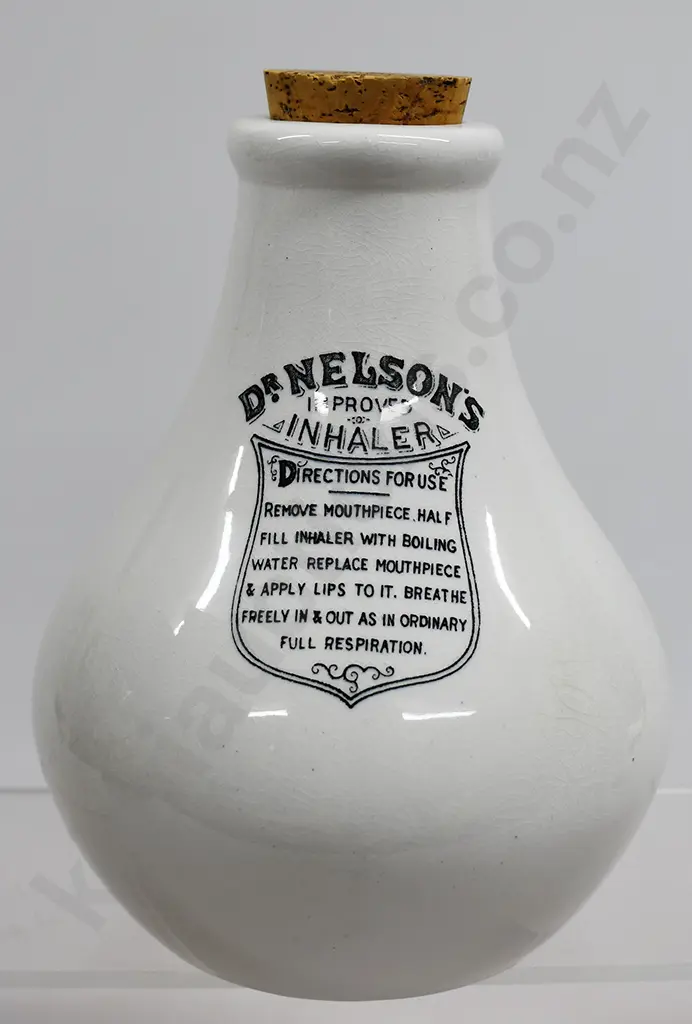 DR NELSON'S
IMPROVED
INHALER
DIRECTIONS FOR USE
REMOVE MOUTHPIECE. HALF
FILL INHALER WITH BOILING
WATER REPLACE MOUTHPIECE
& APPLY LIPS TO IT. BREATHE
FREELY IN & OUT AS IN ORDINARY
FULL RESPIRATION.